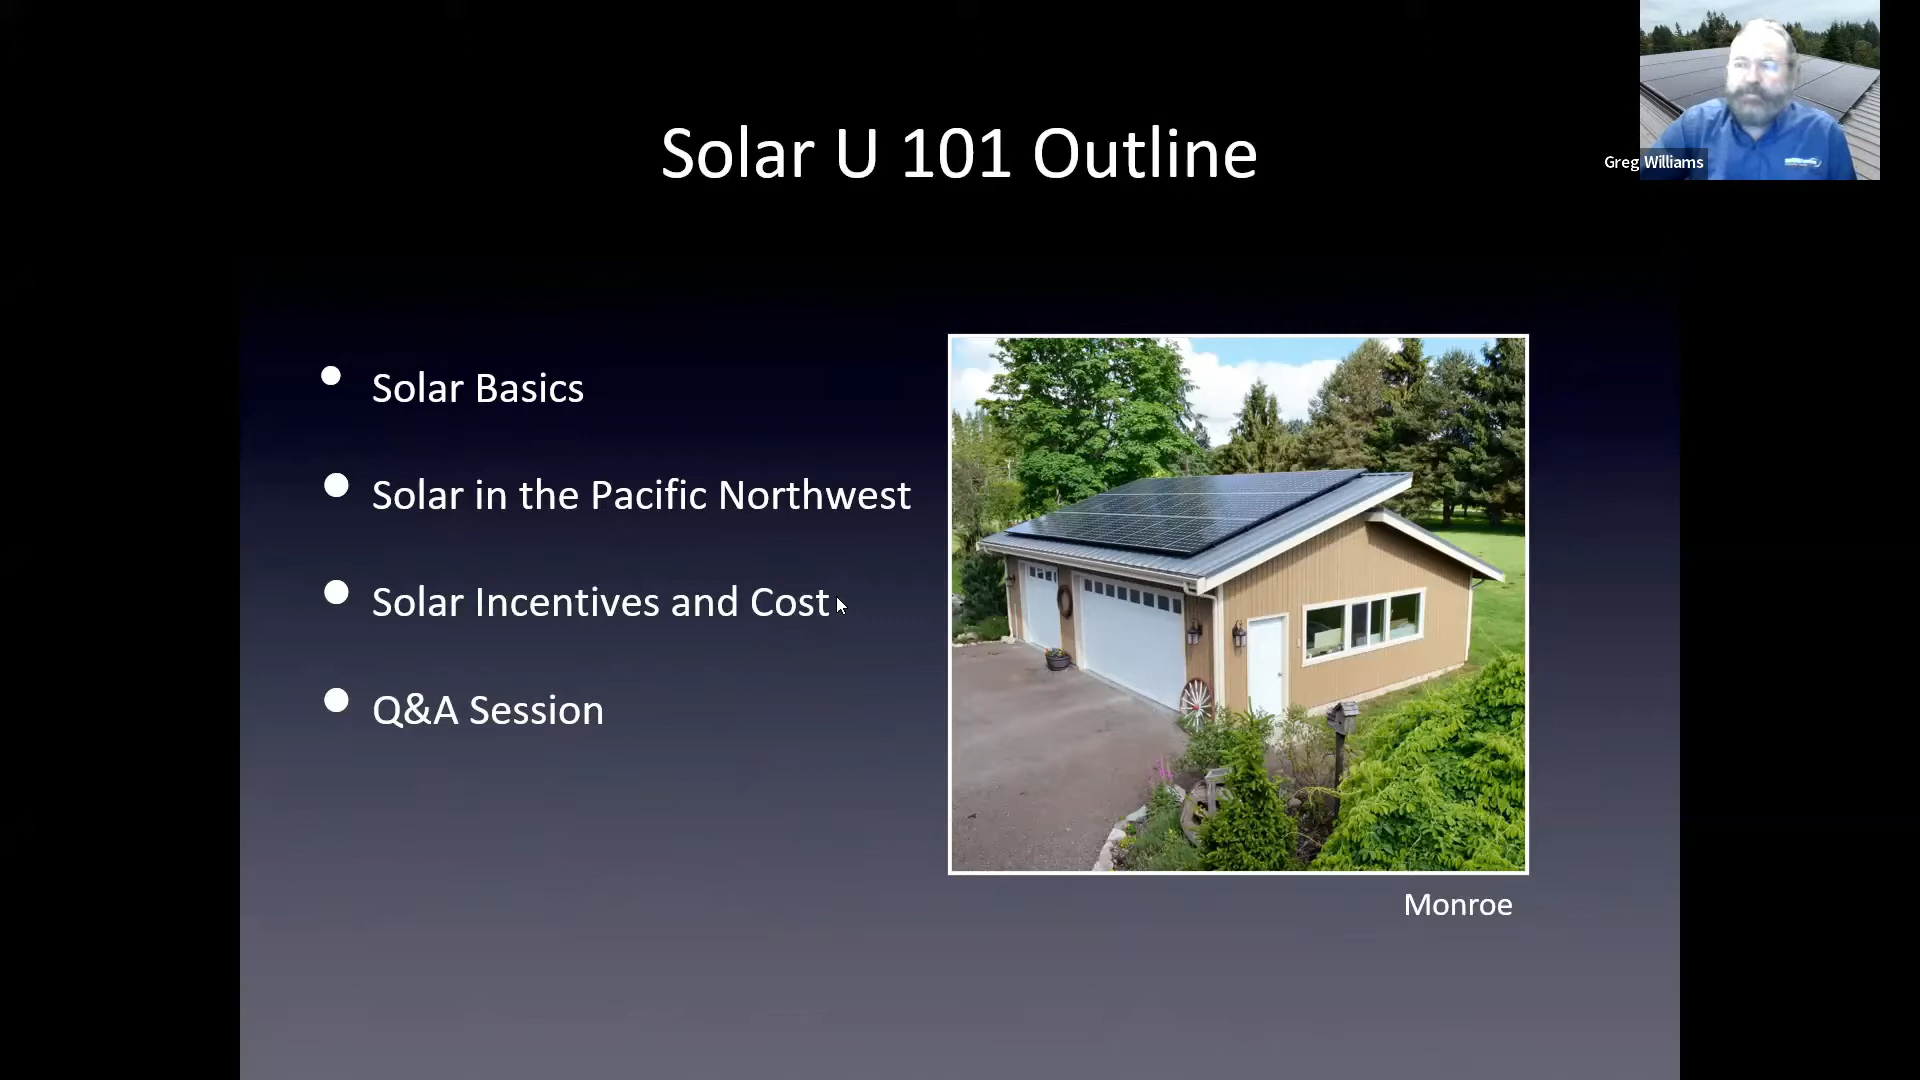 Solar U 101 Outline
Greg Williams
Solar Basics
Solar in the Pacific Northwest
Solar Incentives and Cost
Q&A Session
Monroe